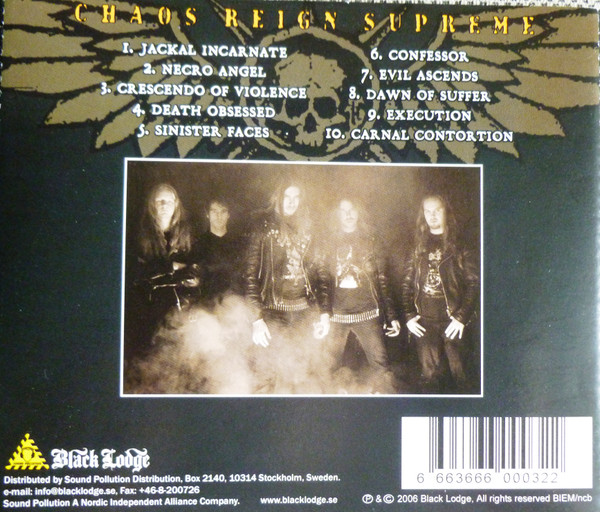 CHAOS REIGN SUPREME
1. JACKAL INCARNATE
2. NECRO ANGEL
3. CRESCENDO OF VIOLENCE
4. DEATH OBSESSED
5. SINISTER FACES
6. CONFESSOR
7. EVIL ASCENDS
8. DAWN OF SUFFER
9. EXECUTION
10. CARNAL CONTORTION
Black Lodge
Distributed by Sound Pollution Distribution, Box 2140, 10314 Stockholm, Sweden.
e-mail: info@blacklodge.se, Fax: +46-8-200726
Sound Pollution A Nordic Independent Alliance Company.
www.blacklodge.se
6 663666 000322
℗ & © 2006 Black Lodge, All rights reserved BIEM/ncb